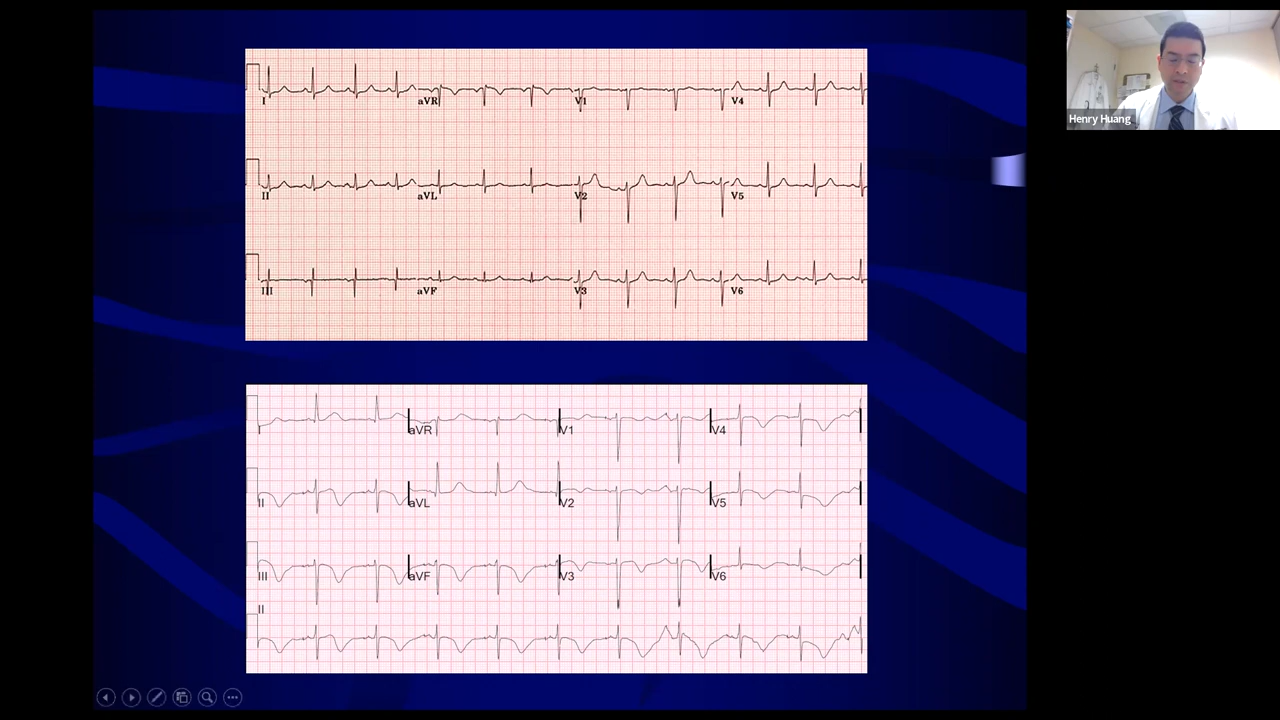 I aVR V1 V4
II aVL V2 V5
III aVF V3 V6
I aVR V1 V4
II aVL V2 V5
III aVF V3 V6
II
Henry Huang